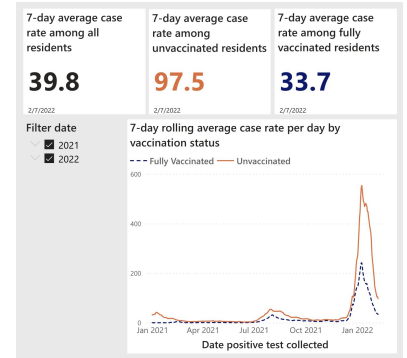 7-day average case
rate among all
residents
39.8
2/7/2022
7-day average case
rate among
unvaccinated residents
97.5
2/7/2022
7-day average case
rate among fully
vaccinated residents
33.7
2/7/2022
Filter date
2021
2022
7-day rolling average case rate per day by
vaccination status
Fully Vaccinated Unvaccinated
600
400
200
0
Jan 2021 Apr 2021 Jul 2021 Oct 2021 Jan 2022
Date positive test collected